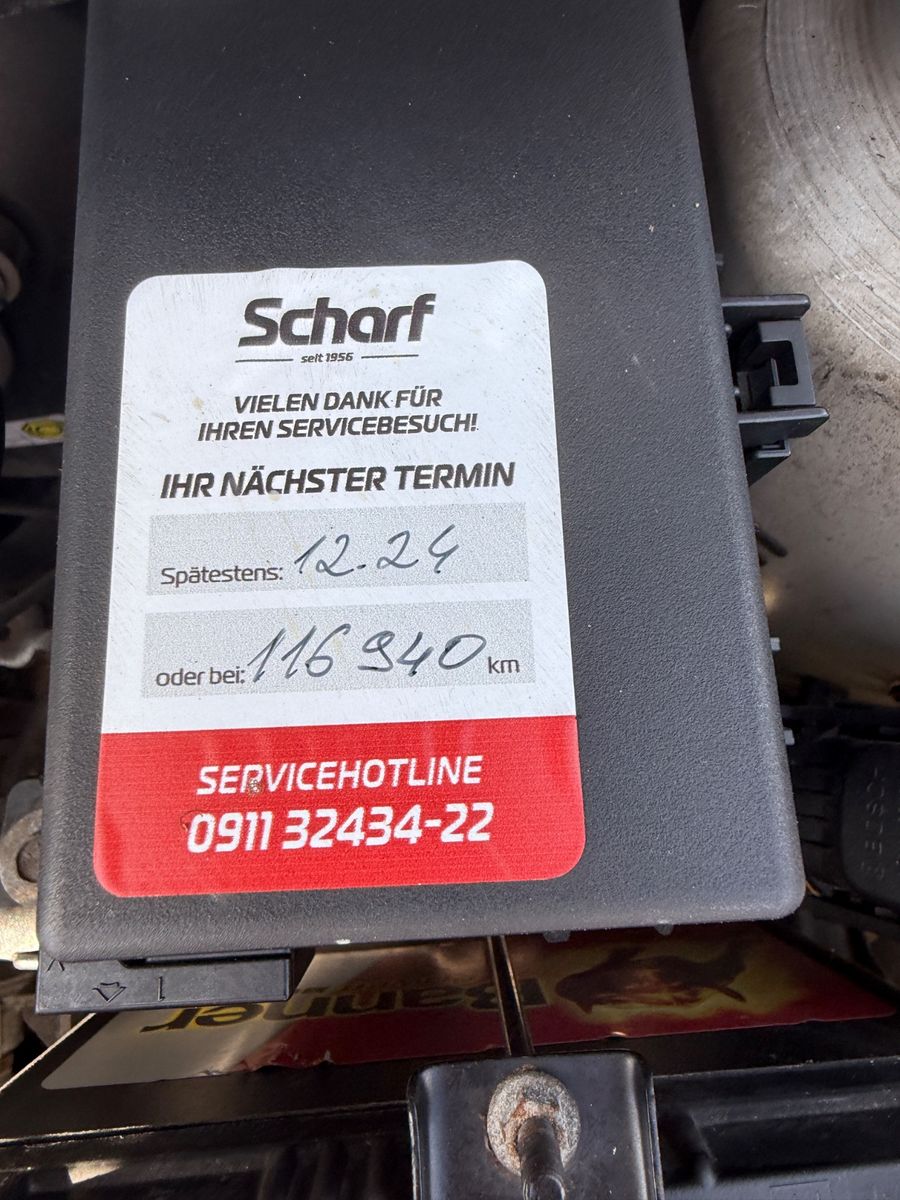 Scharf
seit 1956
VIELEN DANK FÜR
IHREN SERVICEBESUCH!
IHR NÄCHSTER TERMIN
Spätestens: 12.24
oder bei: 116 940 km
SERVICEHOTLINE
0911 32434-22
Banner